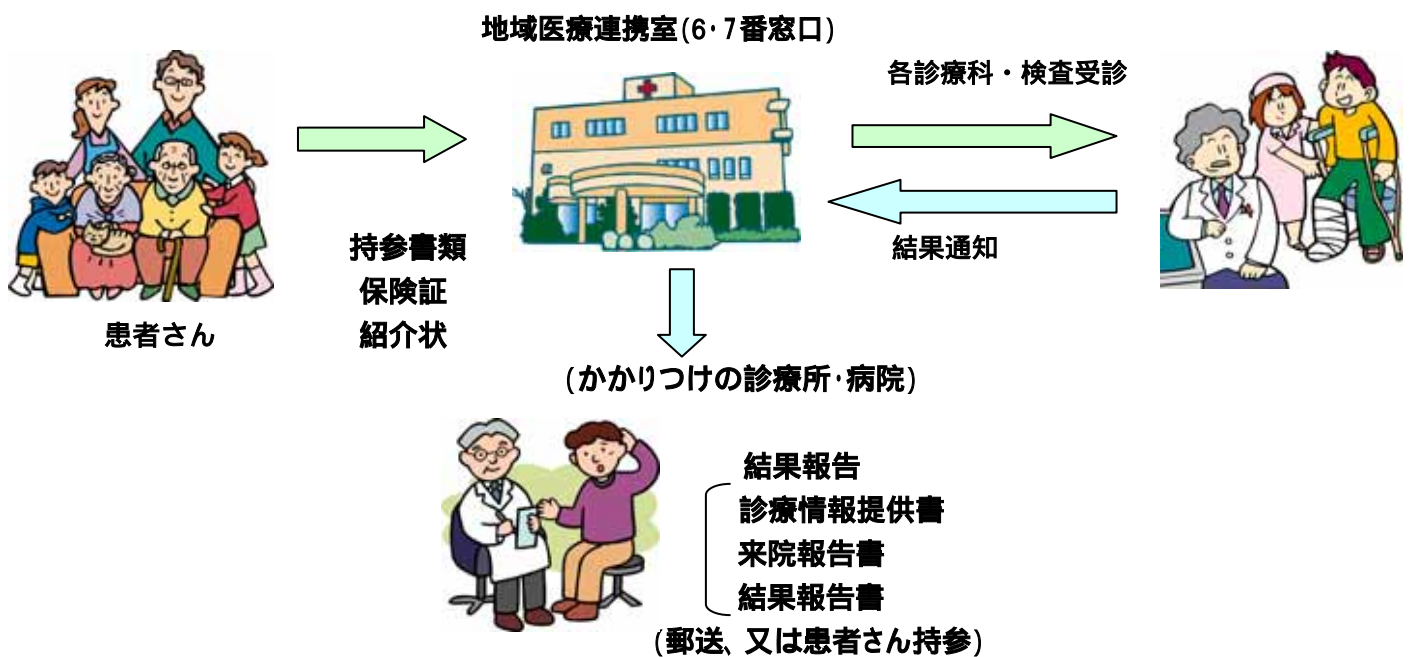 地域医療連携室(6・7番窓口)
各診療科・検査受診
結果通知
持参書類
保険証
紹介状
患者さん
(かかりつけの診療所・病院)
結果報告
診療情報提供書
来院報告書
結果報告書
(郵送、又は患者さん持参)